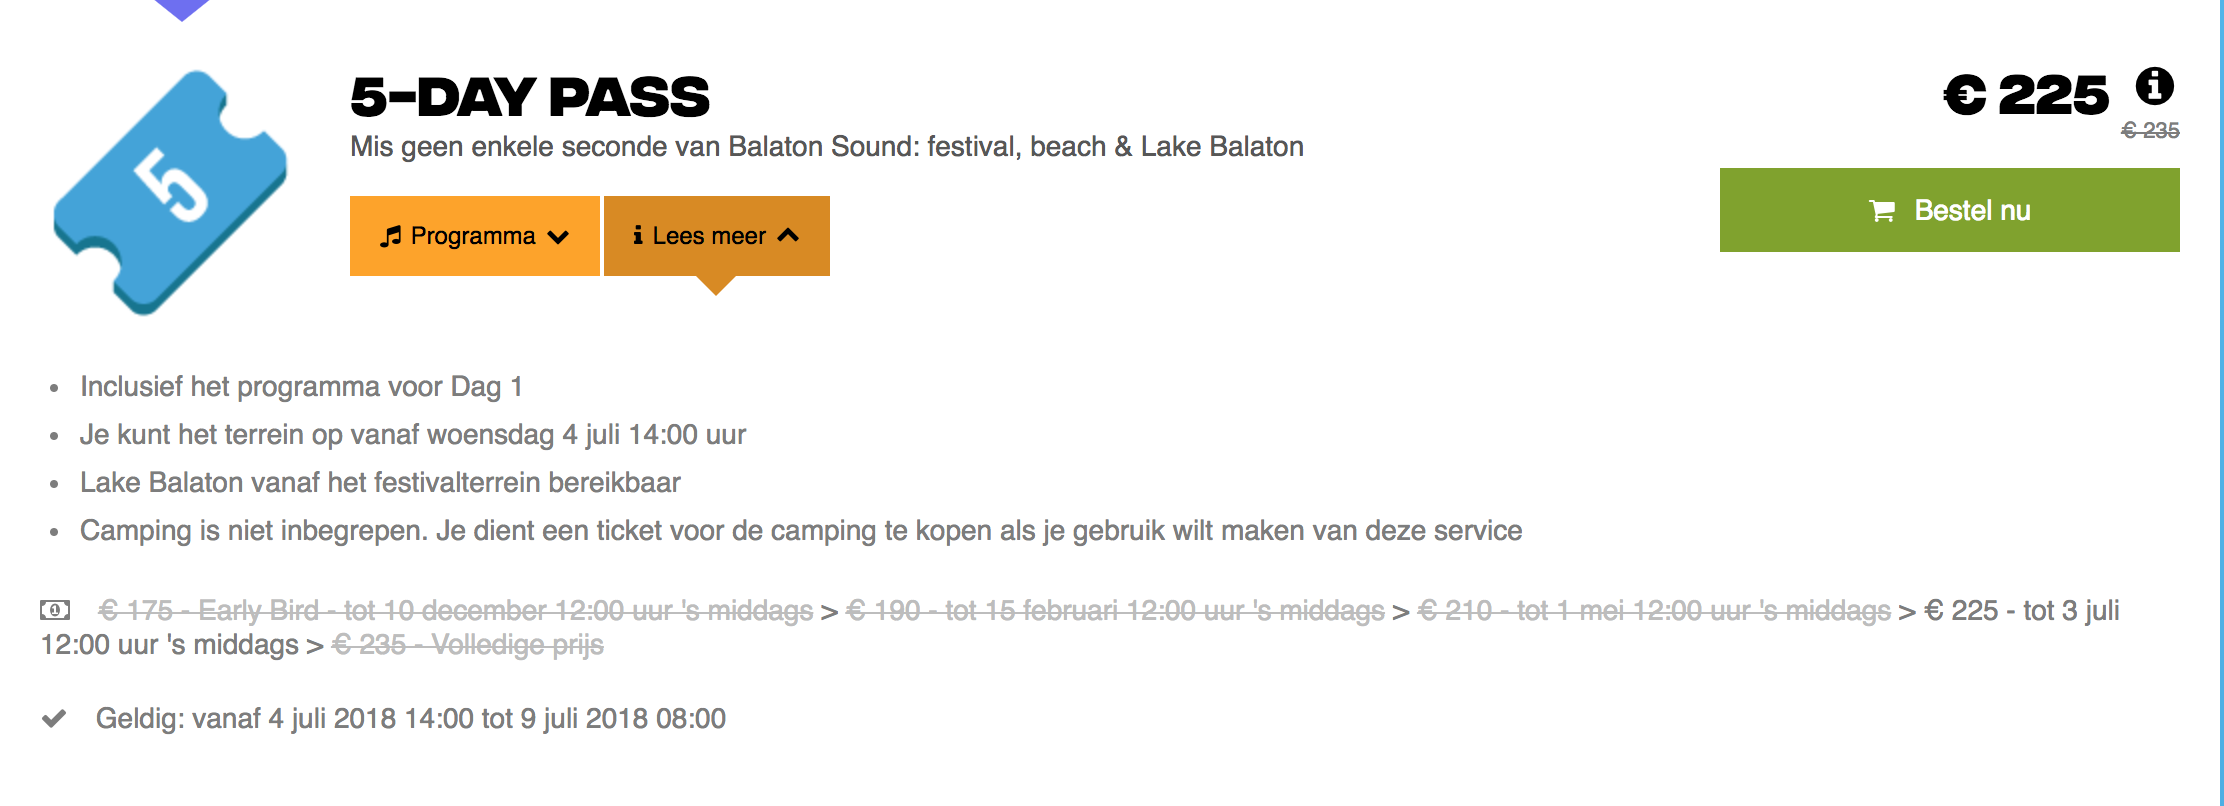 5
5-DAY PASS
€ 225
€ 235
Mis geen enkele seconde van Balaton Sound: festival, beach & Lake Balaton
Programma
Lees meer
Bestel nu
• Inclusief het programma voor Dag 1
• Je kunt het terrein op vanaf woensdag 4 juli 14:00 uur
• Lake Balaton vanaf het festivalterrein bereikbaar
• Camping is niet inbegrepen. Je dient een ticket voor de camping te kopen als je gebruik wilt maken van deze service
€ 175 - Early Bird - tot 10 december 12:00 uur 's middags > € 190 - tot 15 februari 12:00 uur 's middags > € 210 - tot 1 mei 12:00 uur 's middags > € 225 - tot 3 juli
12:00 uur 's middags > € 235 - Volledige prijs
Geldig: vanaf 4 juli 2018 14:00 tot 9 juli 2018 08:00